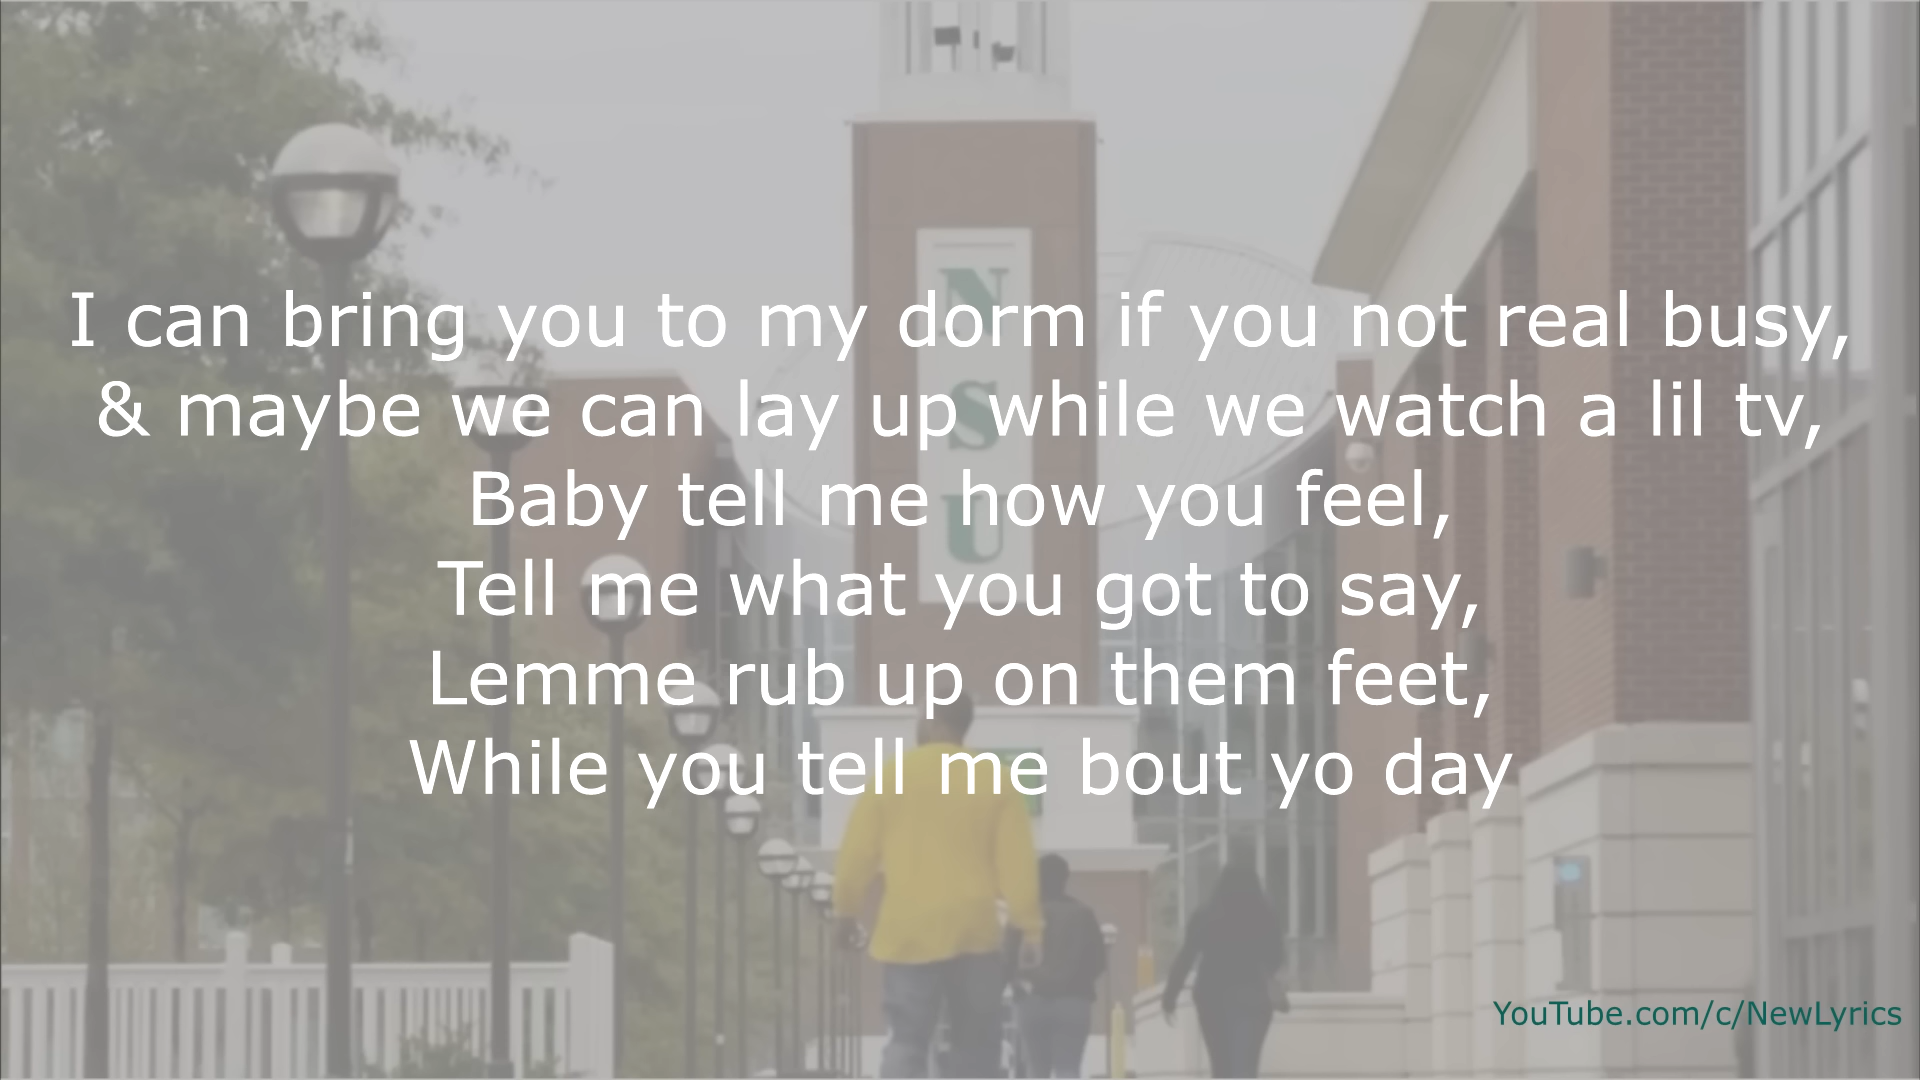 N
S
U
I can bring you to my dorm if you not real busy,
& maybe we can lay up while we watch a lil tv,
Baby tell me how you feel,
Tell me what you got to say,
Lemme rub up on them feet,
While you tell me bout yo day
YouTube.com/c/NewLyrics